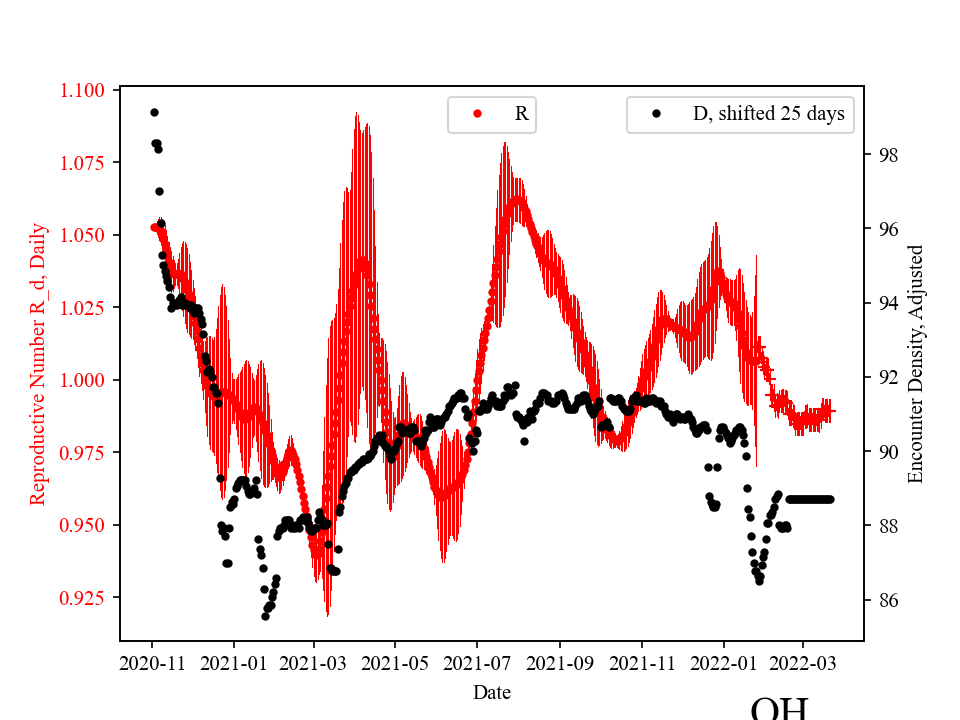 1.100
1.075
1.050
1.025
1.000
0.975
0.950
0.925
Reproductive Number R_d, Daily
R
D, shifted 25 days
98
96
94
92
90
88
86
Encounter Density, Adjusted
2020-11 2021-01 2021-03 2021-05 2021-07 2021-09 2021-11 2022-01 2022-03
Date
OH